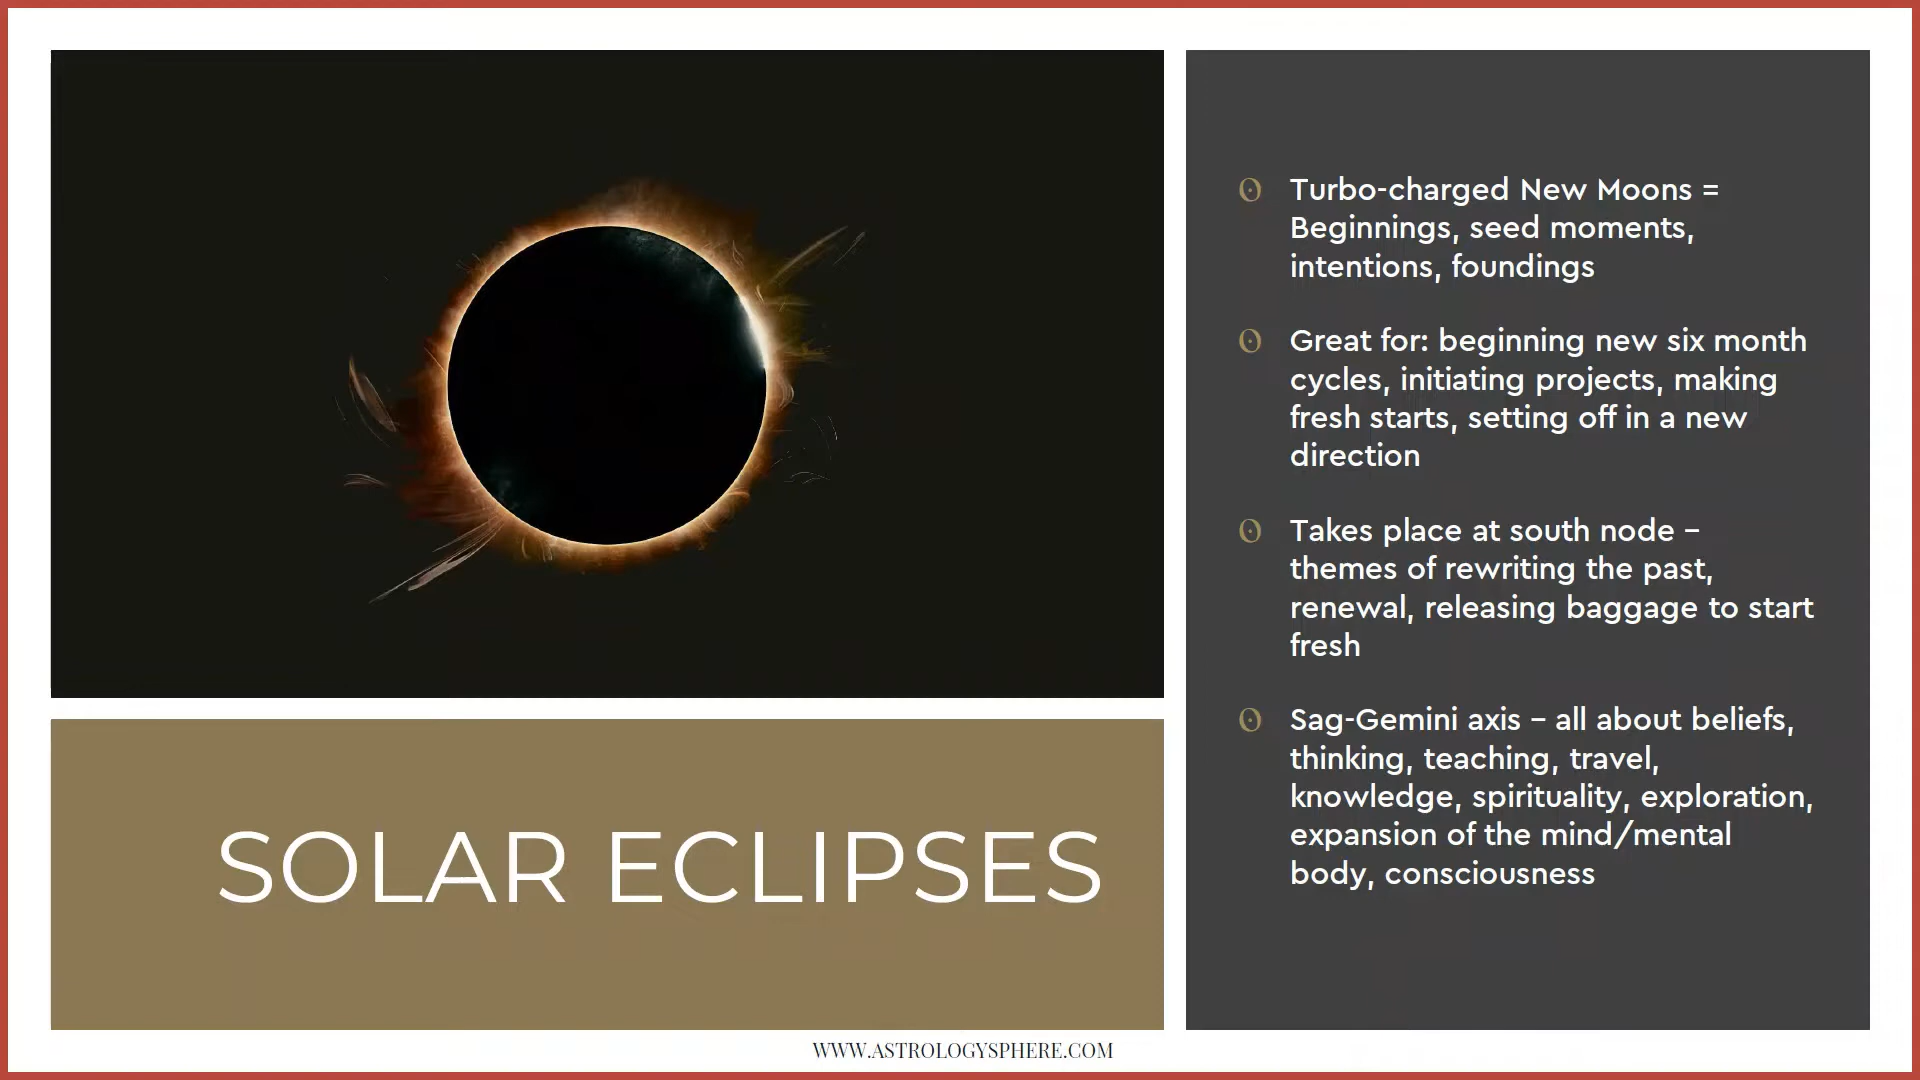 Turbo-charged New Moons =
Beginnings, seed moments,
intentions, foundings
Great for: beginning new six month
cycles, initiating projects, making
fresh starts, setting off in a new
direction
Takes place at south node –
themes of rewriting the past,
renewal, releasing baggage to start
fresh
Sag-Gemini axis – all about beliefs,
thinking, teaching, travel,
knowledge, spirituality, exploration,
expansion of the mind/mental
body, consciousness
SOLAR ECLIPSES
WWW.ASTROLOGYSPHERE.COM